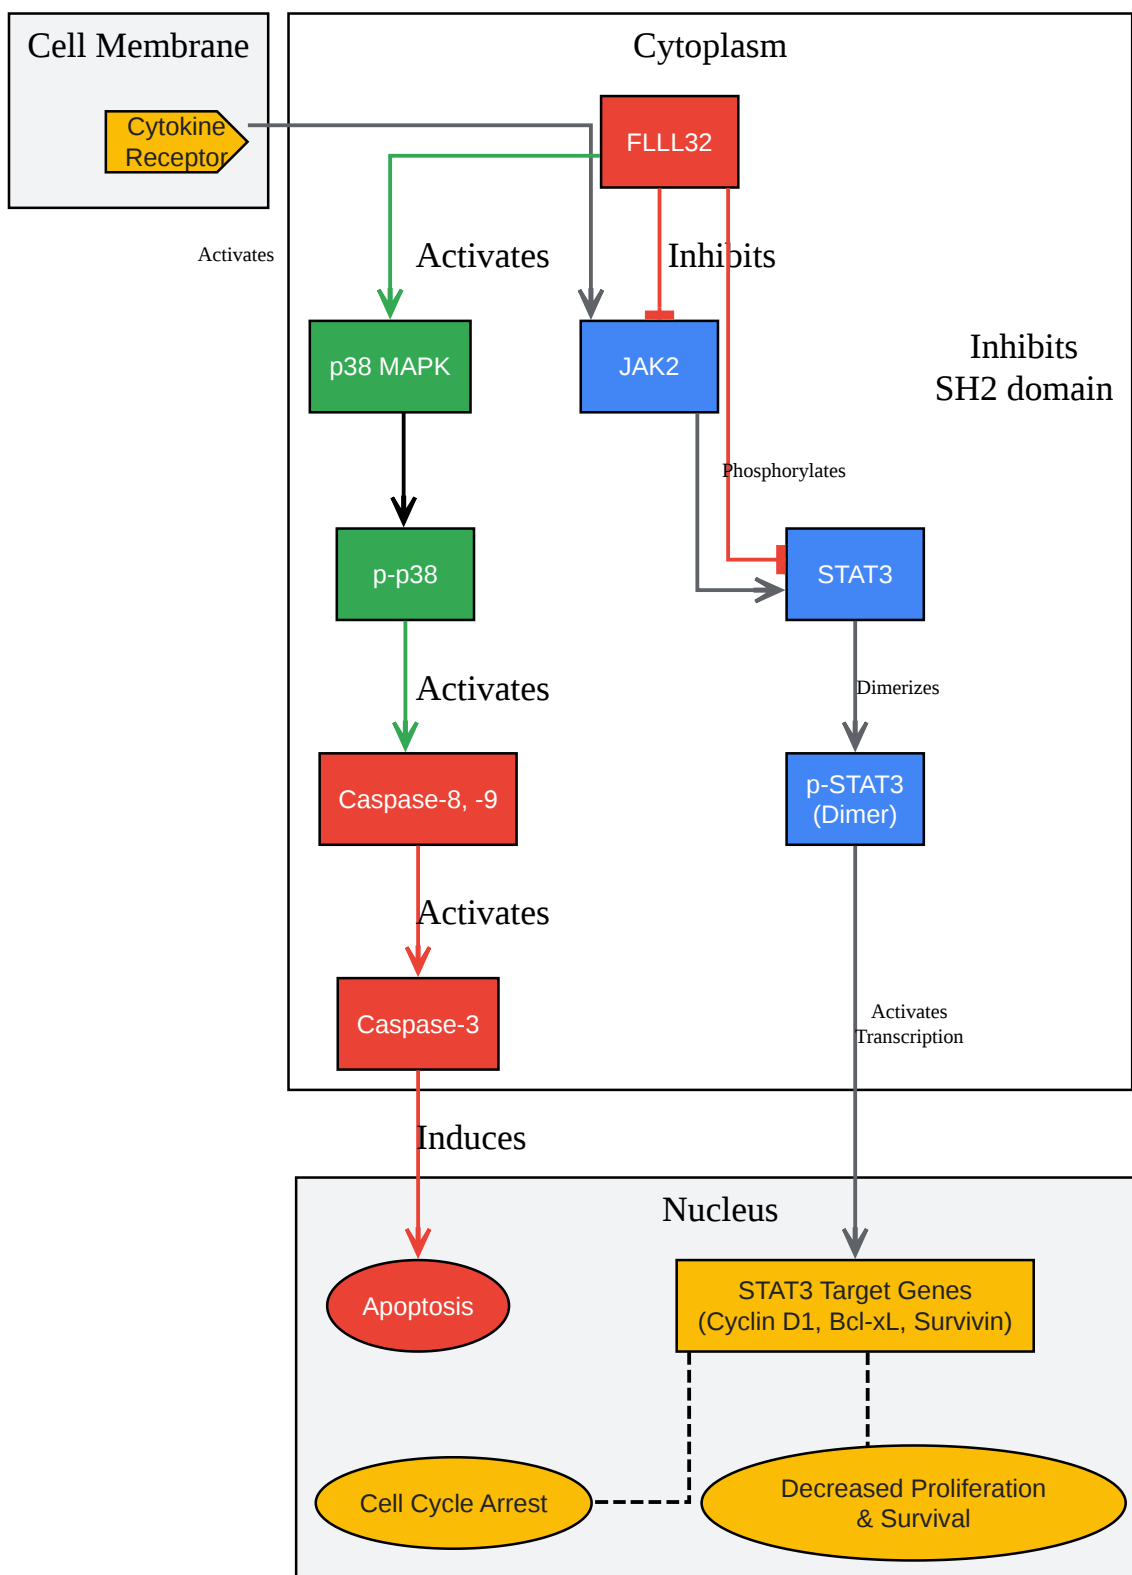 Cell Membrane
Cytoplasm
Cytokine
Receptor
FLLL32
Activates
Activates
Inhibits
p38 MAPK
JAK2
Inhibits
SH2 domain
Phosphorylates
p-p38
STAT3
Activates
Dimerizes
Caspase-8, -9
p-STAT3
(Dimer)
Activates
Caspase-3
Activates
Transcription
Induces
Nucleus
Apoptosis
STAT3 Target Genes
(Cyclin D1, Bcl-xL, Survivin)
Cell Cycle Arrest
Decreased Proliferation
& Survival